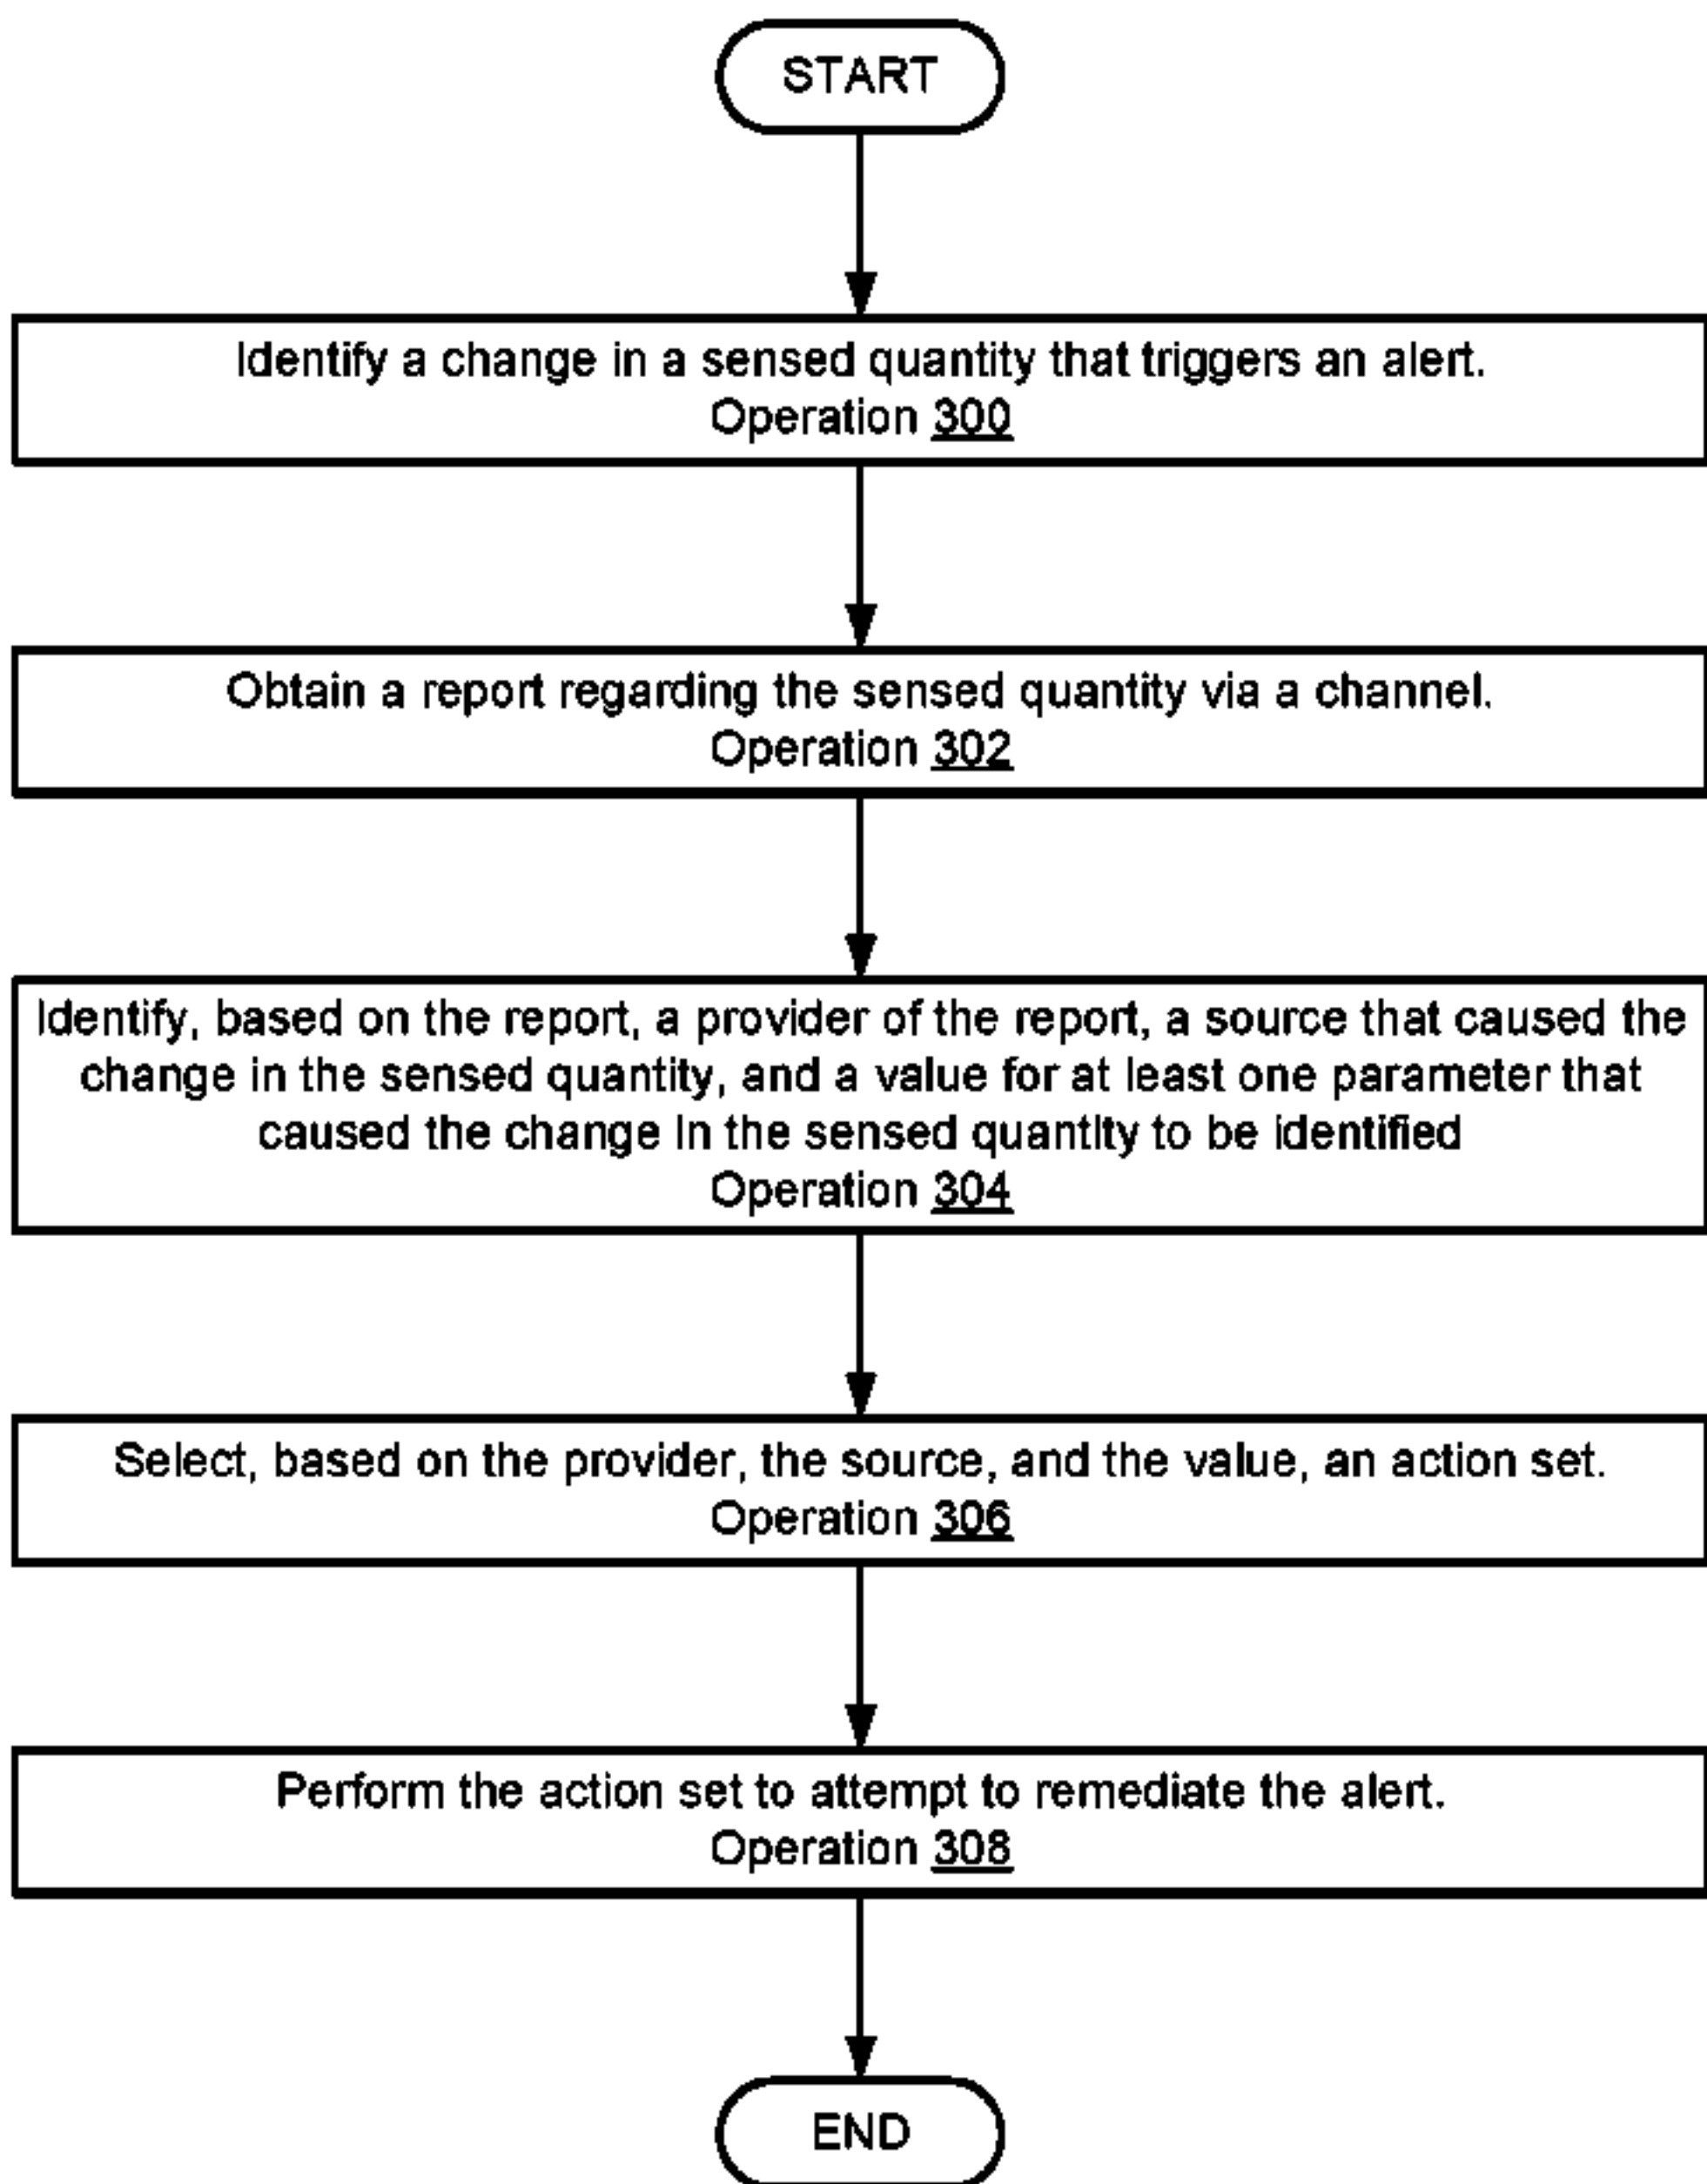 START
Identify a change in a sensed quantity that triggers an alert.
Operation 300
Obtain a report regarding the sensed quantity via a channel.
Operation 302
Identify, based on the report, a provider of the report, a source that caused the
change in the sensed quantity, and a value for at least one parameter that
caused the change in the sensed quantity to be identified
Operation 304
Select, based on the provider, the source, and the value, an action set.
Operation 306
Perform the action set to attempt to remediate the alert.
Operation 308
END